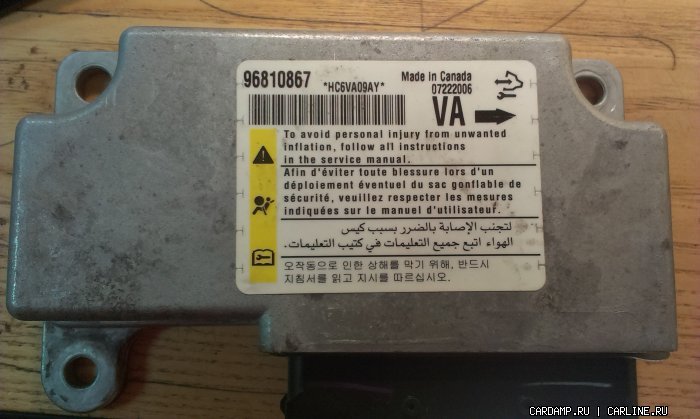 96810867
Made in Canada
07222006
*HC6VA09AY*
VA
To avoid personal injury from unwanted
inflation, follow all instructions
in the service manual.
Afin d'éviter toute blessure lors d'un
déploiement éventuel du sac gonflable de
sécurité, veuillez respecter les mesures
indiquées sur le manuel d'utilisateur.
لتجنب الإصابة بالضرر بسبب كيس
الهواء اتبع جميع التعليمات في كتيب التعليمات.
오작동으로 인한 상해를 막기 위해, 반드시
지침서를 읽고 지시를 따르십시오.
CARDAMP.RU | CARLINE.RU